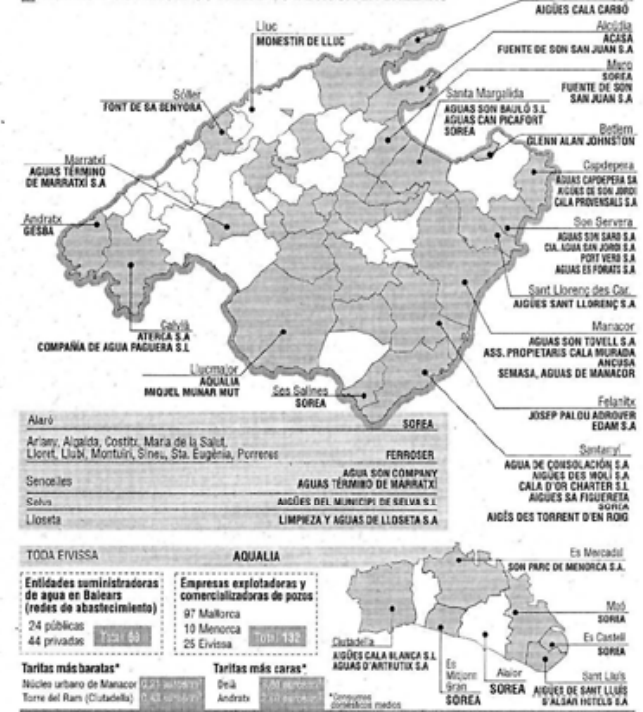 AIGÜES CALA CARBÓ
Alcúdia
ACASA
FUENTE DE SON SAN JUAN S.A
Lluc
MONESTIR DE LLUC
Muro
SOREA
FUENTE DE SON
SAN JUAN S.A
Sóller
FONT DE SA SENYORA
Santa Margalida
AGUAS SON BAULÓ S.L
AGUAS CAN PICAFORT
SOREA
Betlem
GLENN ALAN JOHNSTON
Marratxí
AGUAS TÉRMINO
DE MARRATXÍ S.A
Capdepera
AGUAS CAPDEPERA SA
AIGÜES DE SON JORDI
CALA PROVENSALS S.A
Andratx
GESBA
Son Servera
AGUAS SON SARD S.A
CIA. AGUA SAN JORDI S.A
PORT VERD S.A
AGUAS ES FORATS S.A
Sant Llorenç des Car.
AIGÜES SANT LLORENÇ S.A
Calvià
ATERCA S.A
COMPAÑÍA DE AGUA PAGUERA S.L
Manacor
AGUAS SON TOVELL S.A
ASS. PROPIETARIS CALA MURADA
ANCUSA
SEMASA, AGUAS DE MANACOR
Llucmajor
AQUALIA
MIQUEL MUNAR MUT
Ses Salines
SOREA
Felanitx
JOSEP PALOU ADROVER
EDAM S.A
Santanyí
AGUA DE CONSOLACIÓN S.A
AIGÜES DES MOLÍ S.A
CALA D'OR CHARTER S.L
AIGUES SA FIGUERETA
SOREA
AIGÈS DES TORRENT D'EN ROIG
Alaró SOREA
Ariany, Algaida, Costitx, Maria de la Salut,
Lloret, Llubí, Montuïri, Sineu, Sta. Eugènia, Porreres FERROSER
Sencelles AGUA SON COMPANY
AGUAS TÉRMINO DE MARRATXÍ
Selva AIGÜES DEL MUNICIPI DE SELVA S.L
Lloseta LIMPIEZA Y AGUAS DE LLOSETA S.A
TODA EIVISSA AQUALIA
Entidades suministradoras
de agua en Balears
(redes de abastecimiento)
24 públicas
44 privadas
Total 68
Empresas explotadoras y
comercializadoras de pozos
97 Mallorca
10 Menorca
25 Eivissa
Total 132
Es Mercadal
SON PARC DE MENORCA S.A.
Maó
SOREA
Es Castell
SOREA
Ciutadella
AIGÜES CALA BLANCA S.L
AGUAS D'ARTRUTIX S.A
Es
Migjorn
Gran
SOREA
Alaior
SOREA
Sant Lluís
AIGÜES DE SANT LLUÍS
S'ALGAR HOTELS S.A
Tarifas más baratas*
Núcleo urbano de Manacor
Torre del Ram (Ciutadella)
Tarifas más caras*
Deià
Andratx
*Consumos
domésticos medios